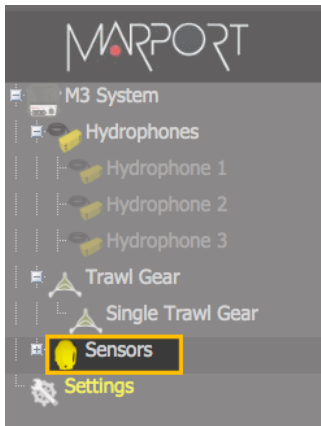 MARPORT
M3 System
Hydrophones
Hydrophone 1
Hydrophone 2
Hydrophone 3
Trawl Gear
Single Trawl Gear
Sensors
Settings